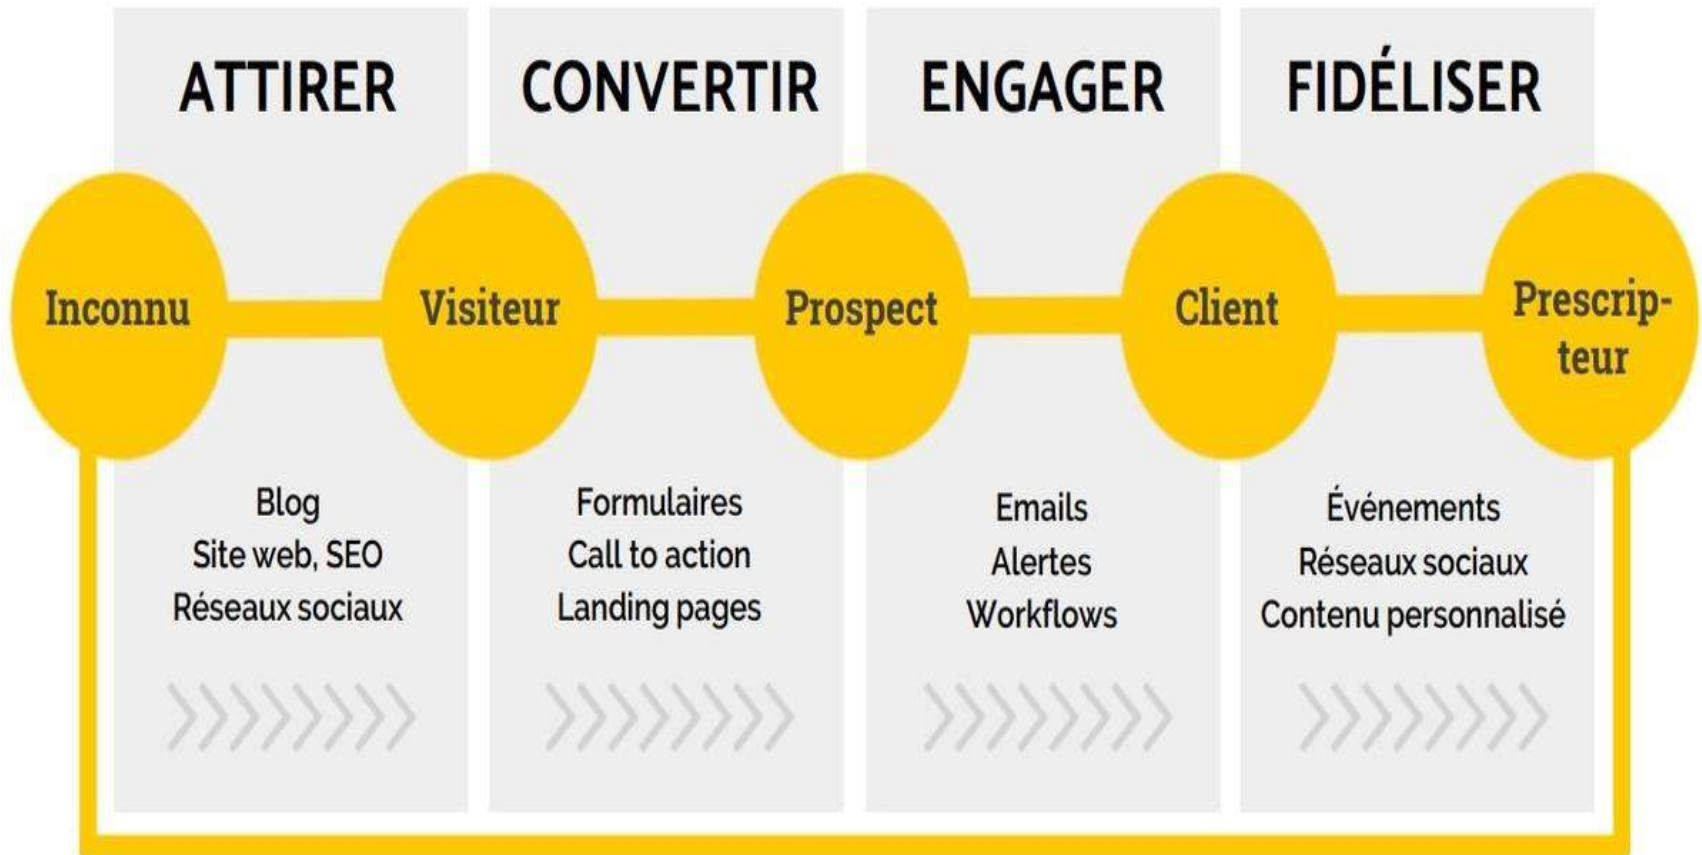 ATTIRER
CONVERTIR
ENGAGER
FIDÉLISER
Inconnu
Visiteur
Prospect
Client
Prescrip-
teur
Blog
Site web, SEO
Réseaux sociaux
Formulaires
Call to action
Landing pages
Emails
Alertes
Workflows
Événements
Réseaux sociaux
Contenu personnalisé